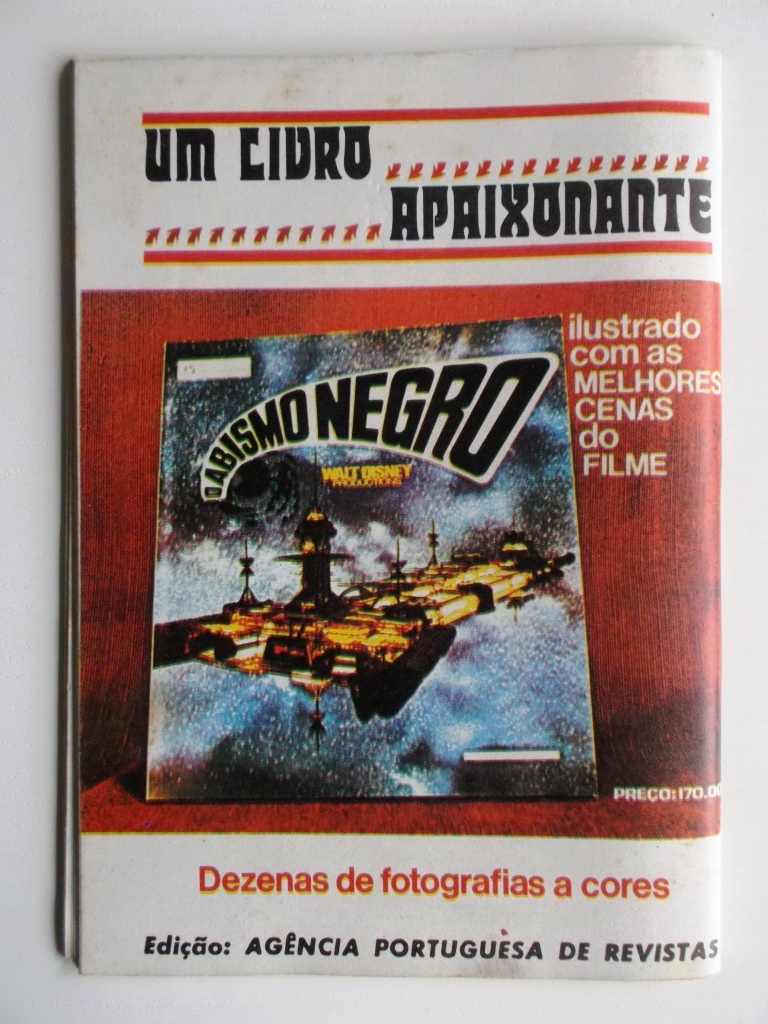 UM LIVRO
APAIXONANTE
ilustrado
com as
MELHORES
CENAS
do
FILME
O ABISMO NEGRO
WALT DISNEY
PRODUCTIONS
PREÇO: 170.00
Dezenas de fotografias a cores
Edição: AGÊNCIA PORTUGUESA DE REVISTAS